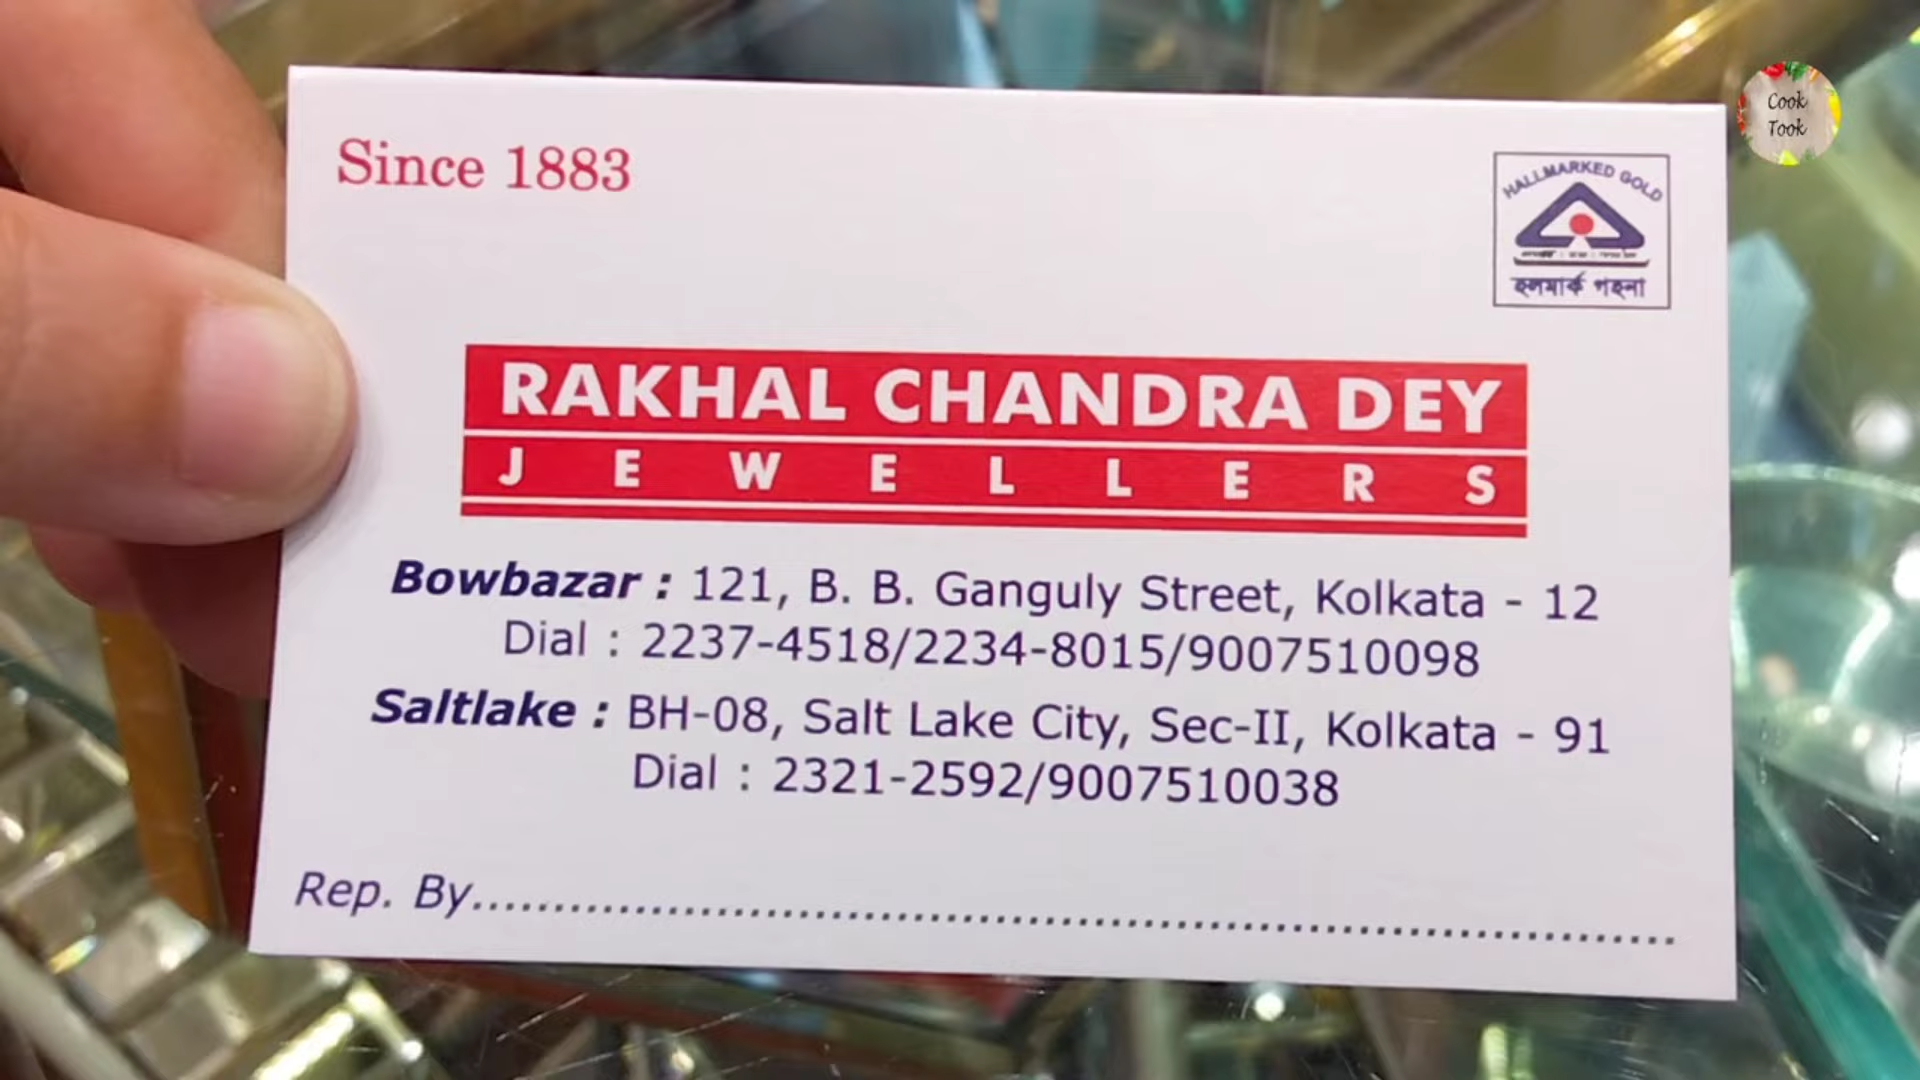 Since 1883
Cook
Took
HALLMARKED GOLD
হলমার্ক গহনা
RAKHAL CHANDRA DEY
JEWELLERS
Bowbazar : 121, B. B. Ganguly Street, Kolkata - 12
Dial : 2237-4518/2234-8015/9007510098
Saltlake : BH-08, Salt Lake City, Sec-II, Kolkata - 91
Dial : 2321-2592/9007510038
Rep. By........................................................................